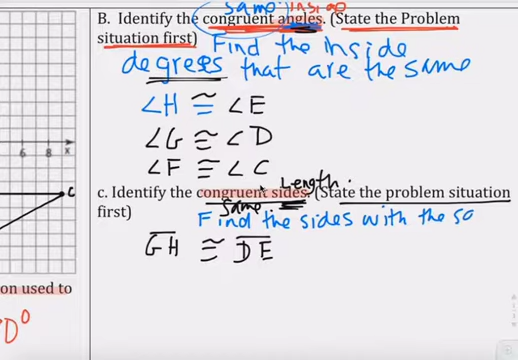 same inside
B. Identify the congruent angles. (State the Problem
situation first) Find the inside
degrees that are the same
∠H ≅ ∠E
∠G ≅ ∠D
∠F ≅ ∠C
Length.
c. Identify the congruent sides. (State the problem situation
first) Same Find the sides with the sa
GH ≅ DE
6 8 x
C
on used to
0°